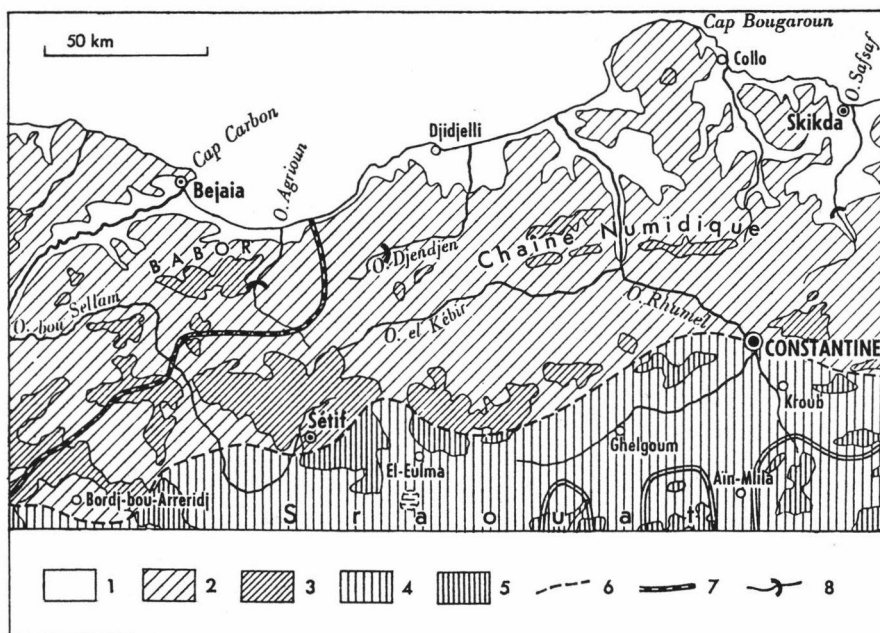 50 km
Cap Bougaroun
Collo
O. Safsaf
Skikda
Djidjelli
Cap Carbon
Bejaia
O. Agrioun
BABOR
O. Djendjen
Chaîne Numidique
O. bou Sellam
O. el Kébir
O. Rhumel
CONSTANTINE
Kroub
Sétif
El-Eulma
Ghelgoum
Aïn-Mlila
Bordj-bou-Arreridj
Sraouat
1 2 3 4 5 6 7 8